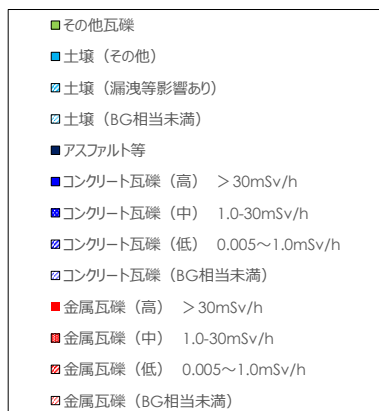 その他瓦礫
土壌（その他）
土壌（漏洩等影響あり）
土壌（BG相当未満）
アスファルト等
コンクリート瓦礫（高） ＞30mSv/h
コンクリート瓦礫（中） 1.0-30mSv/h
コンクリート瓦礫（低） 0.005～1.0mSv/h
コンクリート瓦礫（BG相当未満）
金属瓦礫（高） ＞30mSv/h
金属瓦礫（中） 1.0-30mSv/h
金属瓦礫（低） 0.005～1.0mSv/h
金属瓦礫（BG相当未満）